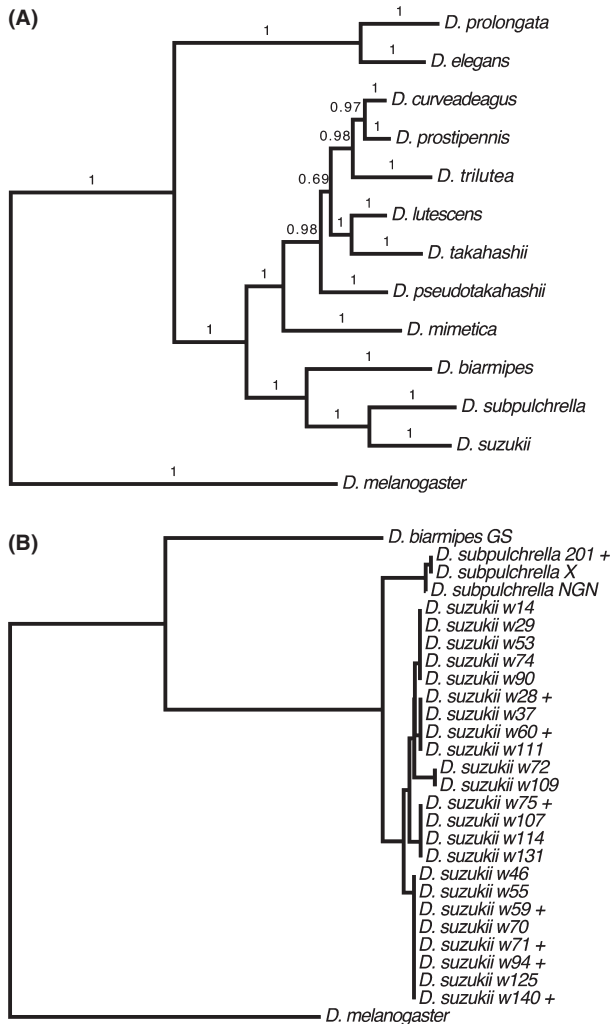 (A)
1
D. prolongata
1
1
D. elegans
1
D. curveadeagus
0.97
1
D. prostipennis
0.98
1
D. trilutea
1
0.69
1
D. lutescens
1
1
D. takahashii
0.98
1
D. pseudotakahashii
1
1
D. mimetica
1
1
D. biarmipes
1
1
D. subpulchrella
1
1
D. suzukii
1
D. melanogaster
(B)
D. biarmipes GS
D. subpulchrella 201 +
D. subpulchrella X
D. subpulchrella NGN
D. suzukii w14
D. suzukii w29
D. suzukii w53
D. suzukii w74
D. suzukii w90
D. suzukii w28 +
D. suzukii w37
D. suzukii w60 +
D. suzukii w111
D. suzukii w72
D. suzukii w109
D. suzukii w75 +
D. suzukii w107
D. suzukii w114
D. suzukii w131
D. suzukii w46
D. suzukii w55
D. suzukii w59 +
D. suzukii w70
D. suzukii w71 +
D. suzukii w94 +
D. suzukii w125
D. suzukii w140 +
D. melanogaster